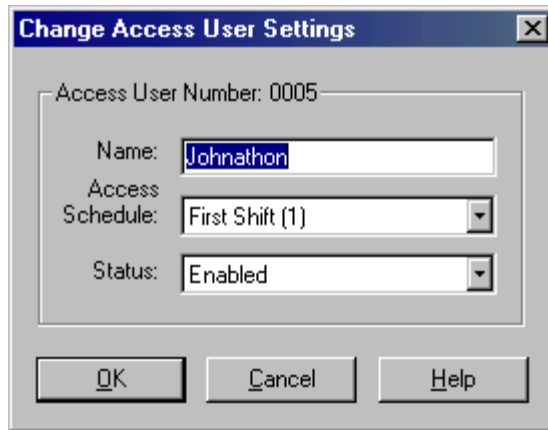 Change Access User Settings
Access User Number: 0005
Name: Johnathon
Access
Schedule: First Shift (1)
Status: Enabled
OK Cancel Help